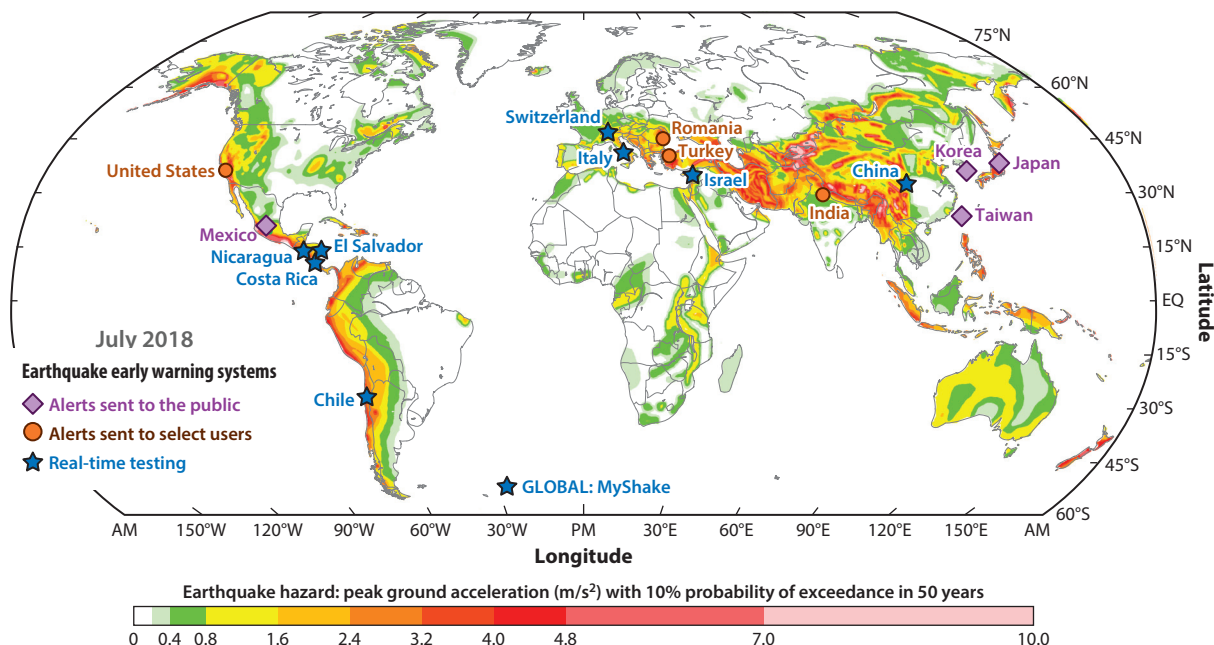 75°N
60°N
45°N
30°N
15°N
EQ
15°S
30°S
45°S
60°S
Latitude
Switzerland
Romania
Turkey
Italy
Israel
United States
Korea
Japan
China
India
Taiwan
Mexico
El Salvador
Nicaragua
Costa Rica
Chile
GLOBAL: MyShake
July 2018
Earthquake early warning systems
Alerts sent to the public
Alerts sent to select users
Real-time testing
AM 150°W 120°W 90°W 60°W 30°W PM 30°E 60°E 90°E 120°E 150°E AM
Longitude
Earthquake hazard: peak ground acceleration (m/s²) with 10% probability of exceedance in 50 years
0 0.4 0.8 1.6 2.4 3.2 4.0 4.8 7.0 10.0